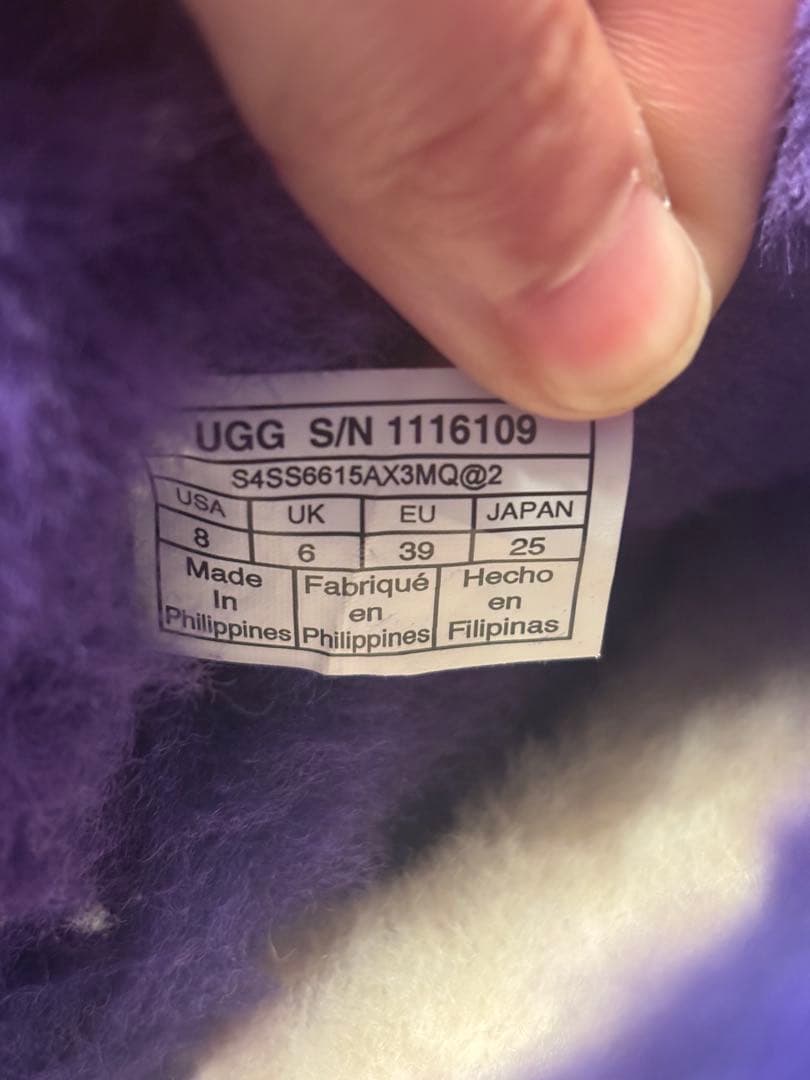 UGG S/N 1116109
S4SS6615AX3MQ@2
USA UK EU JAPAN
8 6 39 25
Made In Philippines
Fabriqué en Philippines
Hecho en Filipinas